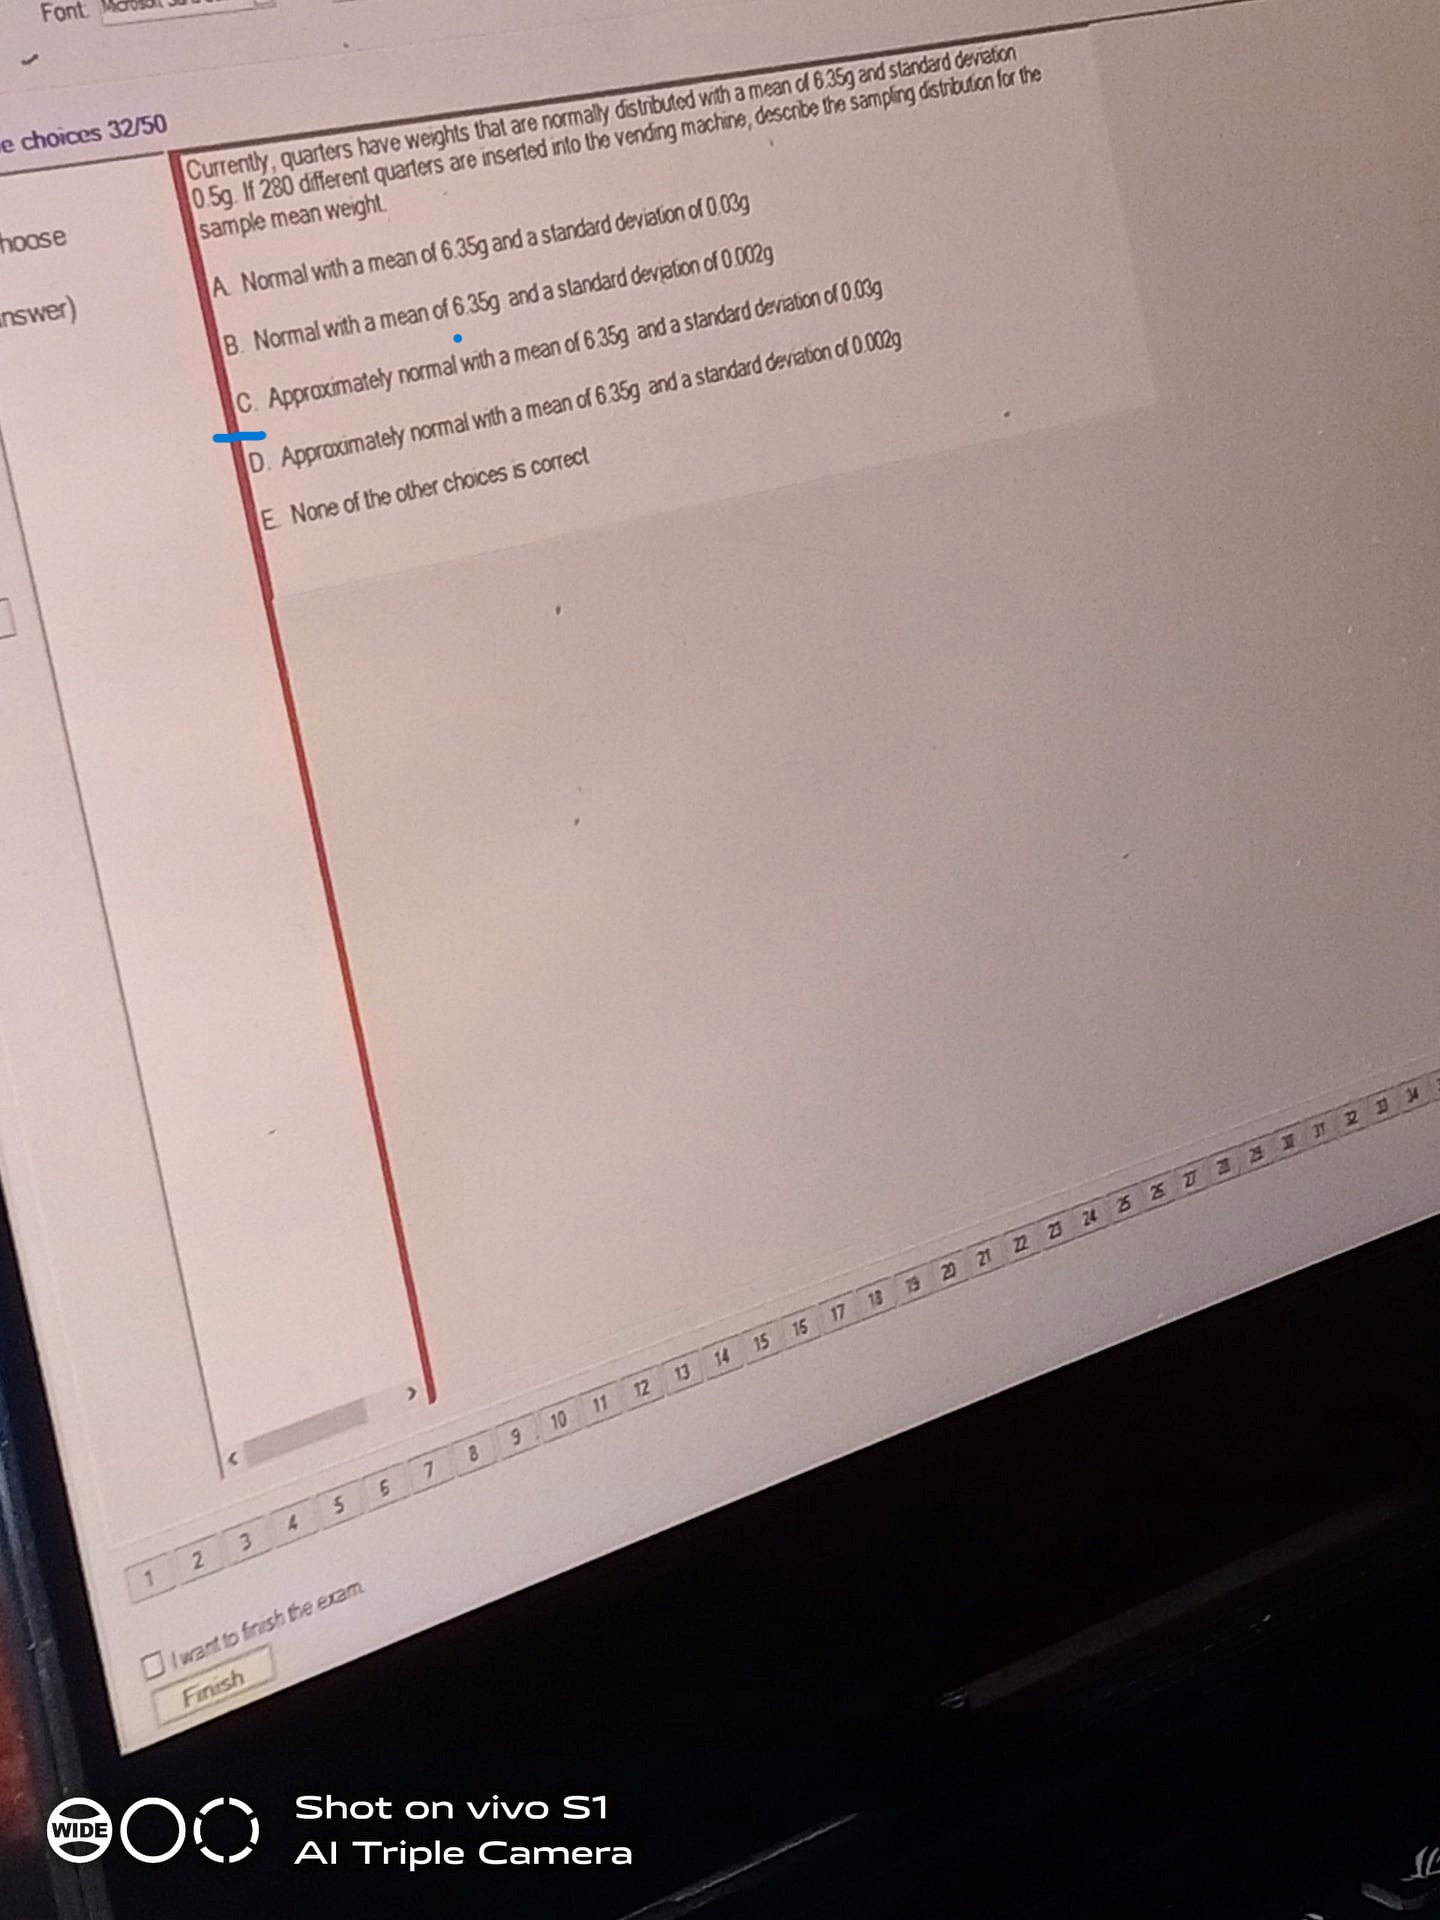 Font:
e choices 32/50
hoose
nswer)
Currently, quarters have weights that are normally distributed with a mean of 6.35g and standard deviation
0.5g. If 280 different quarters are inserted into the vending machine, describe the sampling distribution for the
sample mean weight.
A. Normal with a mean of 6.35g and a standard deviation of 0.03g
B. Normal with a mean of 6.35g and a standard deviation of 0.002g
C. Approximately normal with a mean of 6.35g and a standard deviation of 0.03g
D. Approximately normal with a mean of 6.35g and a standard deviation of 0.002g
E. None of the other choices is correct
1 2 3 4 5 6 7 8 9 10 11 12 13 14 15 16 17 18 19 20 21 22 23 24 25 26 27 28 29 30 31 32 33 34
I want to finish the exam.
Finish
WIDE
Shot on vivo S1
AI Triple Camera